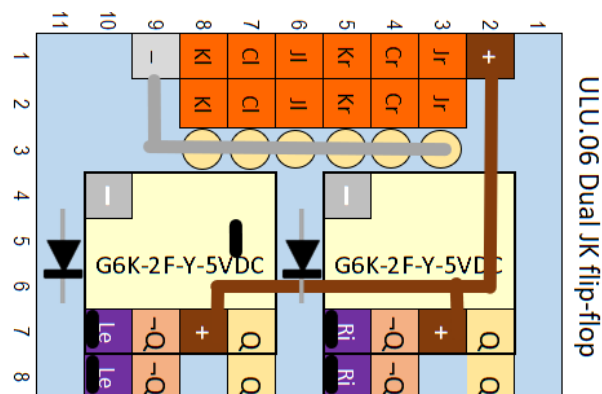 11 10 9 8 7 6 5 4 3 2 1
1 − Kl Cl Jl Kr Cr Jr +
2 Kl Cl Jl Kr Cr Jr
3
4 − −
5
G6K-2F-Y-5VDC G6K-2F-Y-5VDC
6
7 Le ¬Q + Q Ri ¬Q + Q
8 Le ¬Q Q Ri ¬Q Q
ULU.06 Dual JK flip-flop